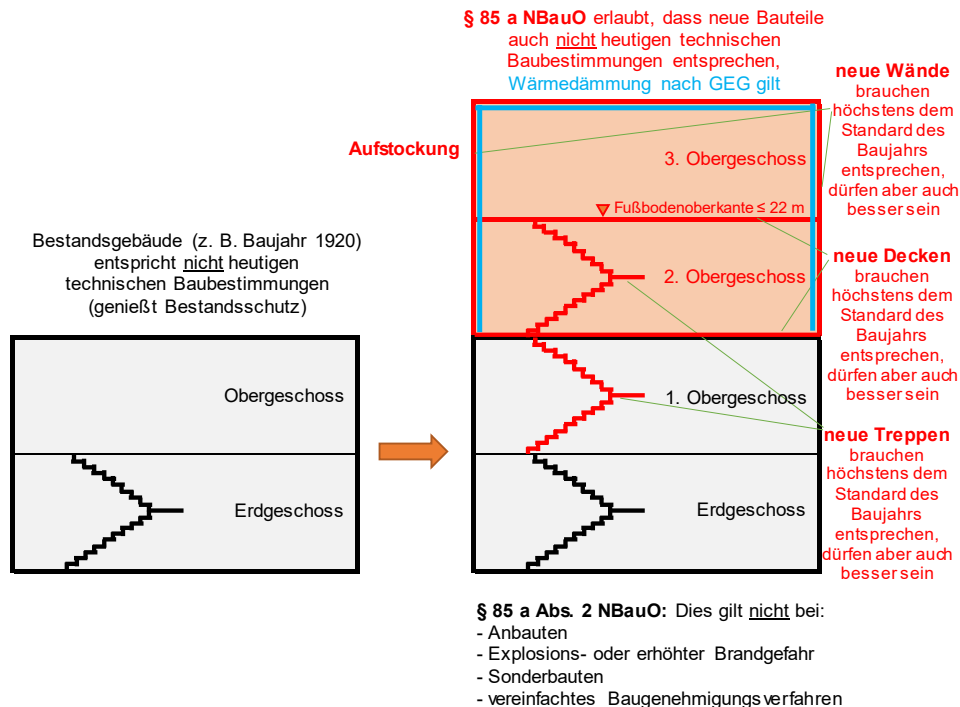 § 85 a NBauO erlaubt, dass neue Bauteile
auch nicht heutigen technischen
Baubestimmungen entsprechen,
Wärmedämmung nach GEG gilt
neue Wände
brauchen
höchstens dem
Standard des
Baujahrs
entsprechen,
dürfen aber auch
besser sein
Aufstockung
3. Obergeschoss
Fußbodenoberkante ≤ 22 m
Bestandsgebäude (z. B. Baujahr 1920)
entspricht nicht heutigen
technischen Baubestimmungen
(genießt Bestandsschutz)
2. Obergeschoss
neue Decken
brauchen
höchstens dem
Standard des
Baujahrs
entsprechen,
dürfen aber auch
besser sein
Obergeschoss
1. Obergeschoss
neue Treppen
brauchen
höchstens dem
Standard des
Baujahrs
entsprechen,
dürfen aber auch
besser sein
Erdgeschoss
Erdgeschoss
§ 85 a Abs. 2 NBauO: Dies gilt nicht bei:
- Anbauten
- Explosions- oder erhöhter Brandgefahr
- Sonderbauten
- vereinfachtes Baugenehmigungsverfahren